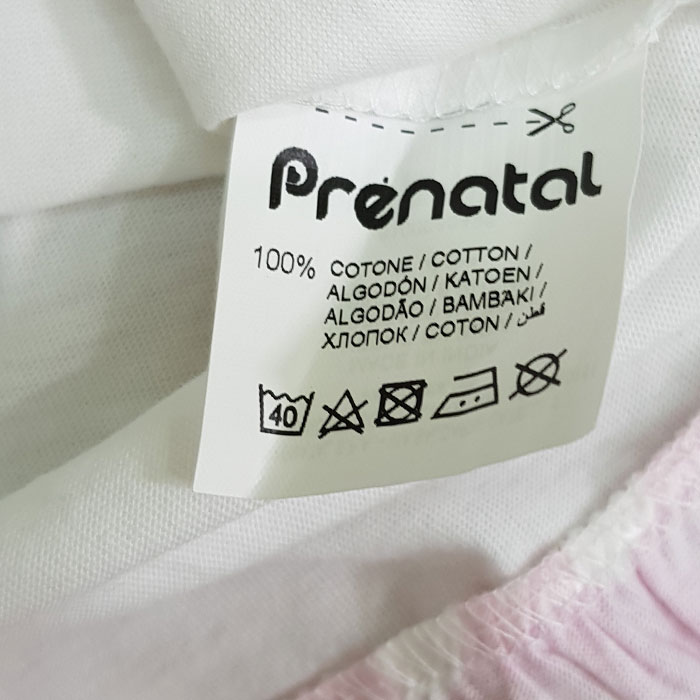 Prénatal
100% COTONE / COTTON /
ALGODÓN / KATOEN /
ALGODÃO / ΒΑΜΒΑΚΙ /
ХЛОПОК / COTON / قطن
40